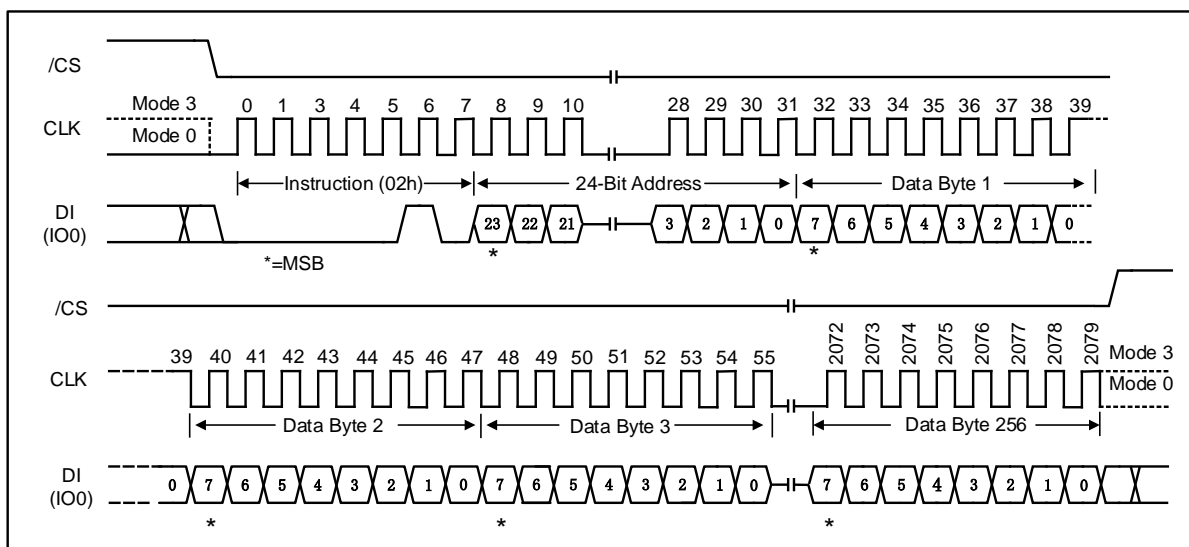 /CS
Mode 3
0 1 3 4 5 6 7 8 9 10 28 29 30 31 32 33 34 35 36 37 38 39
CLK
Mode 0
Instruction (02h) 24-Bit Address Data Byte 1
DI
(IO0)
23 22 21 3 2 1 0 7 6 5 4 3 2 1 0
* *
*=MSB
/CS
39 40 41 42 43 44 45 46 47 48 49 50 51 52 53 54 55 2072 2073 2074 2075 2076 2077 2078 2079
Mode 3
CLK
Mode 0
Data Byte 2 Data Byte 3 Data Byte 256
DI
(IO0)
0 7 6 5 4 3 2 1 0 7 6 5 4 3 2 1 0 7 6 5 4 3 2 1 0
* * *